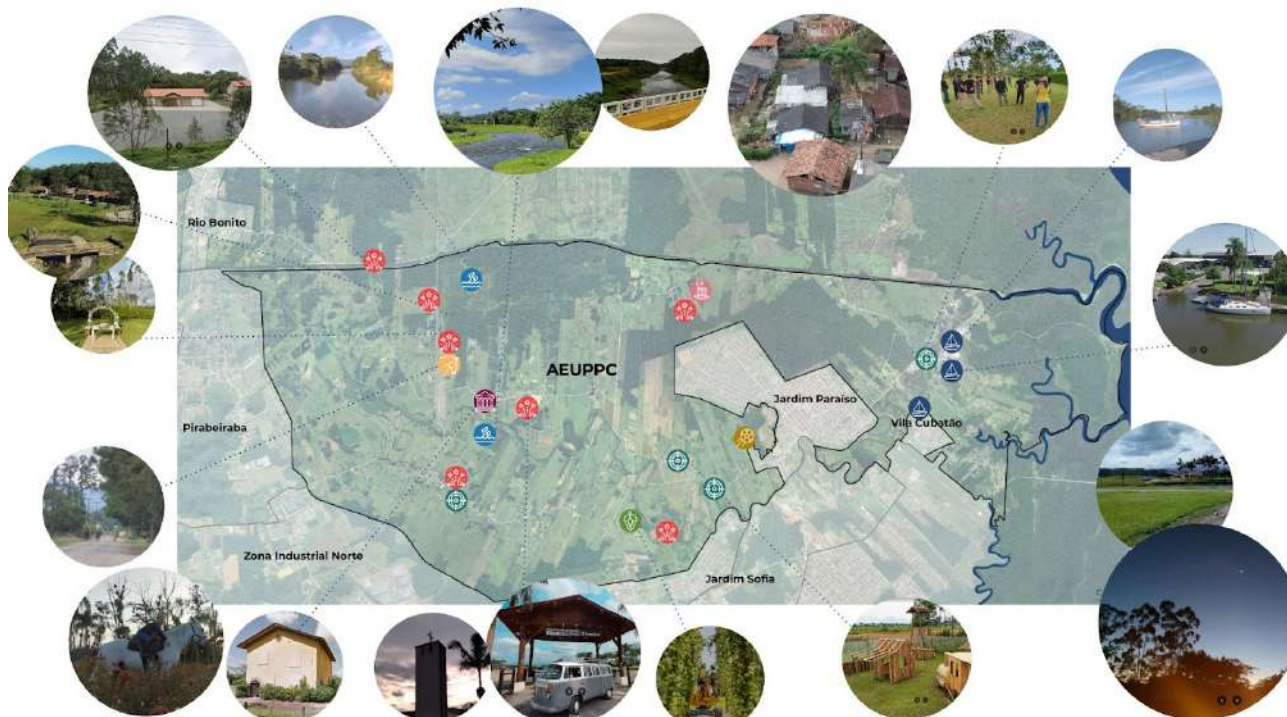 Rio Bonito
AEUPPC
Jardim Paraíso
Vila Cubatão
Pirabeiraba
Zona Industrial Norte
Jardim Sofia